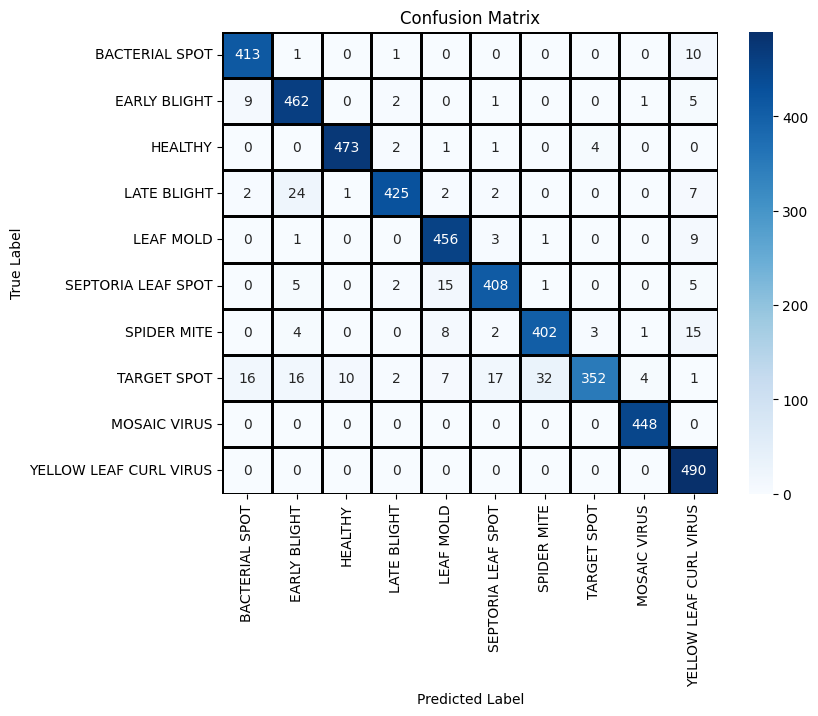 Confusion Matrix
True Label
BACTERIAL SPOT 413 1 0 1 0 0 0 0 0 10
EARLY BLIGHT 9 462 0 2 0 1 0 0 1 5
HEALTHY 0 0 473 2 1 1 0 4 0 0
LATE BLIGHT 2 24 1 425 2 2 0 0 0 7
LEAF MOLD 0 1 0 0 456 3 1 0 0 9
SEPTORIA LEAF SPOT 0 5 0 2 15 408 1 0 0 5
SPIDER MITE 0 4 0 0 8 2 402 3 1 15
TARGET SPOT 16 16 10 2 7 17 32 352 4 1
MOSAIC VIRUS 0 0 0 0 0 0 0 0 448 0
YELLOW LEAF CURL VIRUS 0 0 0 0 0 0 0 0 0 490
BACTERIAL SPOT
EARLY BLIGHT
HEALTHY
LATE BLIGHT
LEAF MOLD
SEPTORIA LEAF SPOT
SPIDER MITE
TARGET SPOT
MOSAIC VIRUS
YELLOW LEAF CURL VIRUS
Predicted Label
400
300
200
100
0